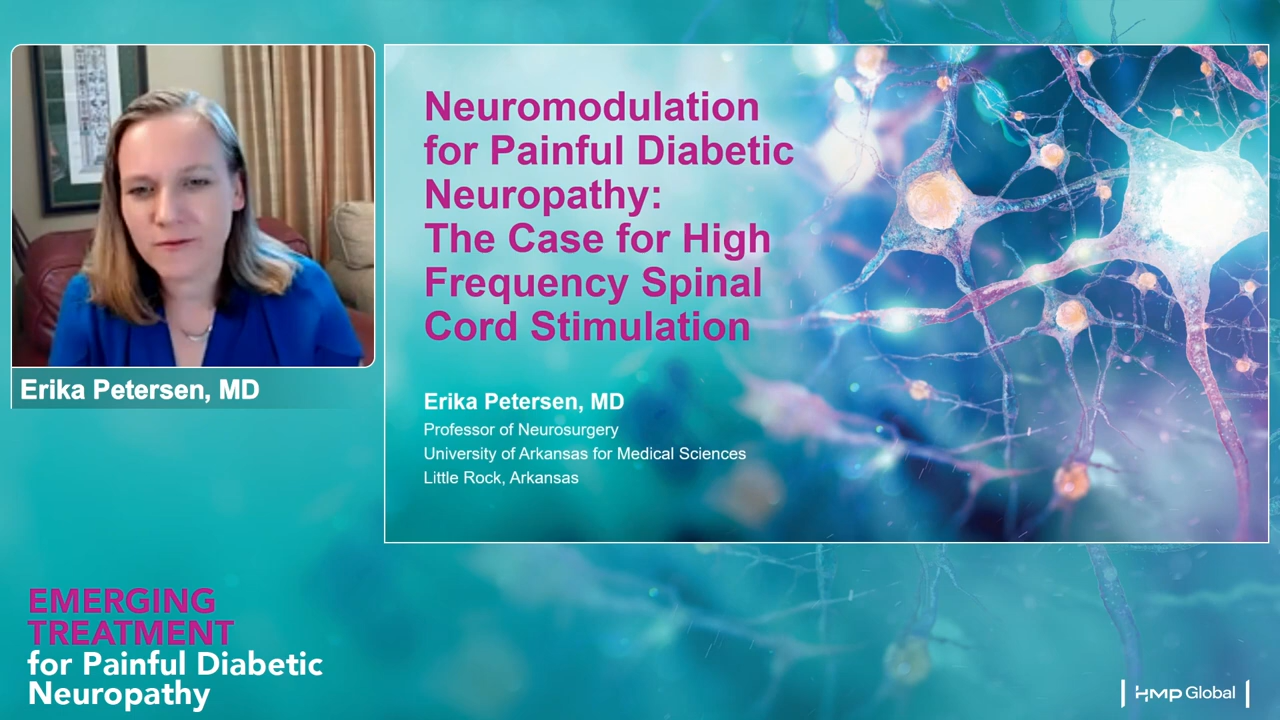 Erika Petersen, MD
Neuromodulation
for Painful Diabetic
Neuropathy:
The Case for High
Frequency Spinal
Cord Stimulation
Erika Petersen, MD
Professor of Neurosurgery
University of Arkansas for Medical Sciences
Little Rock, Arkansas
EMERGING
TREATMENT
for Painful Diabetic
Neuropathy
HMP Global